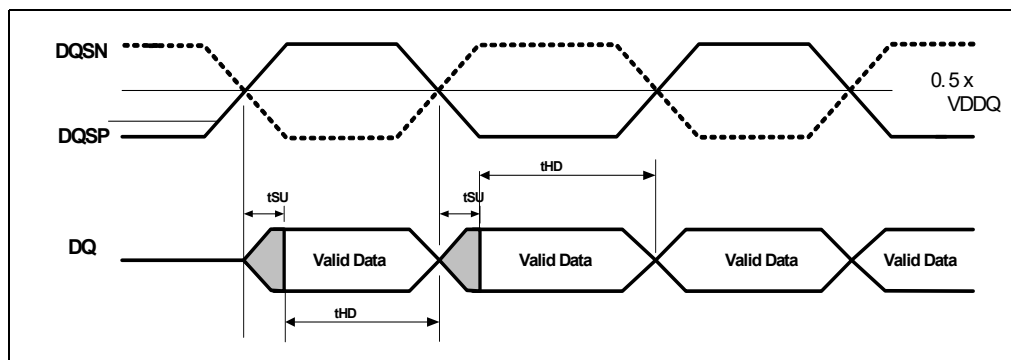 DQSN
0.5 x
VDDQ
DQSP
tHD
tSU
tSU
DQ
Valid Data
Valid Data
Valid Data
Valid Data
tHD